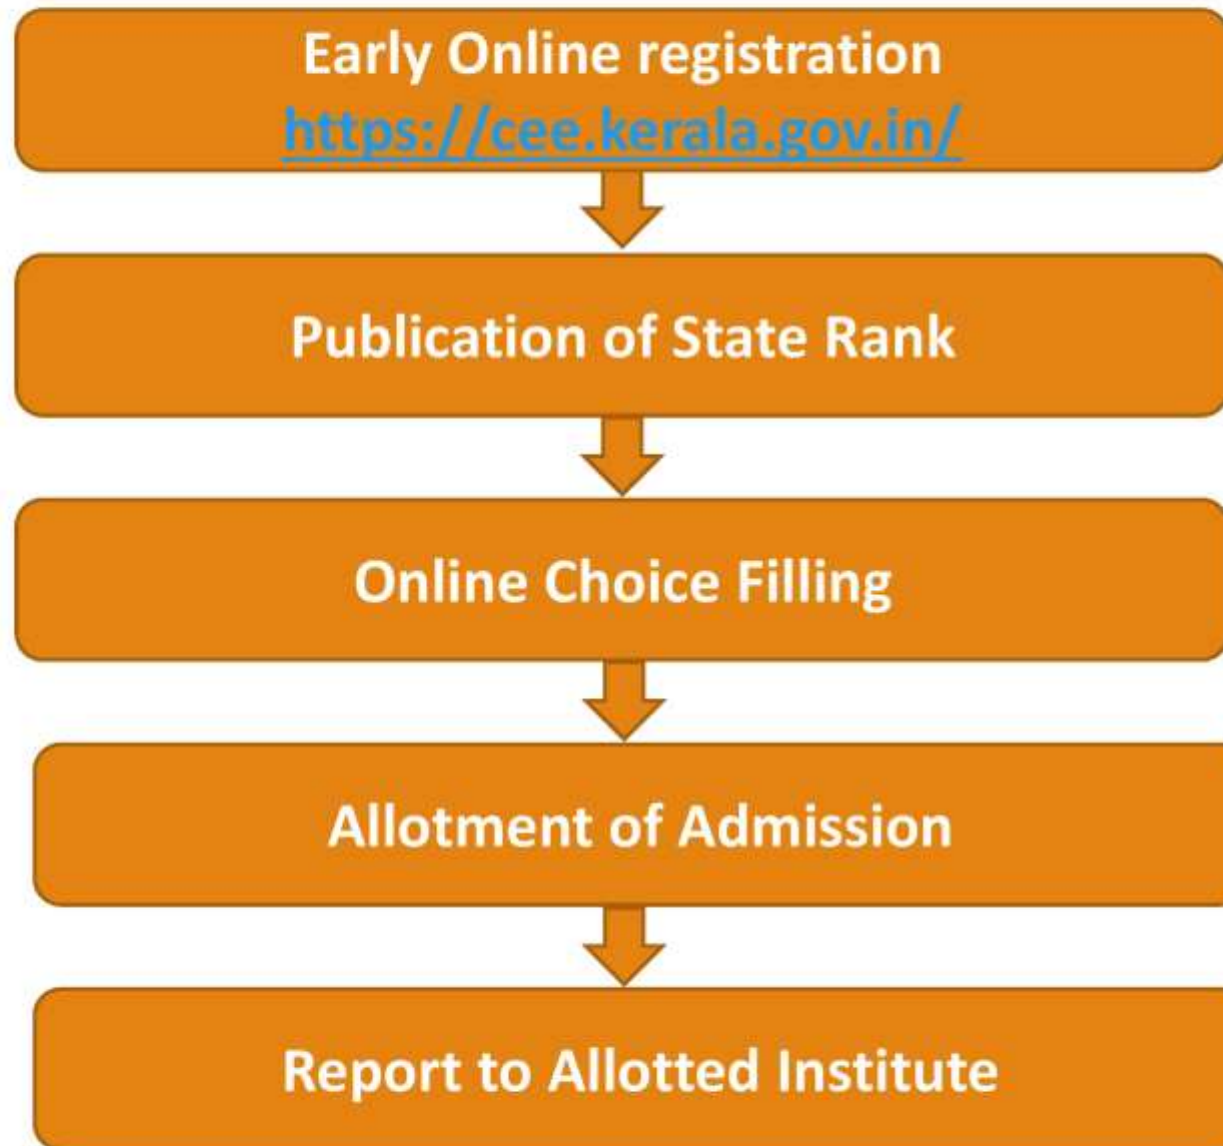 Early Online registration
https://cee.kerala.gov.in/
Publication of State Rank
Online Choice Filling
Allotment of Admission
Report to Allotted Institute